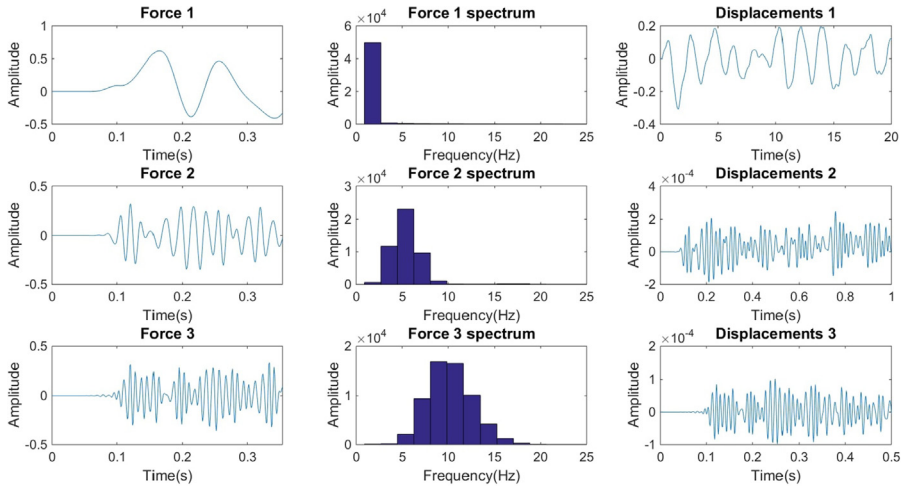 Force 1
Amplitude
1
0.5
0
-0.5
0 0.1 0.2 0.3
Time(s)
Force 1 spectrum
×10^4
Amplitude
6
4
2
0
0 5 10 15 20 25
Frequency(Hz)
Displacements 1
Amplitude
0.2
0
-0.2
-0.4
0 5 10 15 20
Time(s)
Force 2
Amplitude
0.5
0
-0.5
0 0.1 0.2 0.3
Time(s)
Force 2 spectrum
×10^4
Amplitude
3
2
1
0
0 5 10 15 20 25
Frequency(Hz)
Displacements 2
×10^-4
Amplitude
4
2
0
-2
0 0.2 0.4 0.6 0.8 1
Time(s)
Force 3
Amplitude
0.5
0
-0.5
0 0.1 0.2 0.3
Time(s)
Force 3 spectrum
×10^4
Amplitude
2
1
0
0 5 10 15 20 25
Frequency(Hz)
Displacements 3
×10^-4
Amplitude
2
1
0
-1
0 0.1 0.2 0.3 0.4 0.5
Time(s)